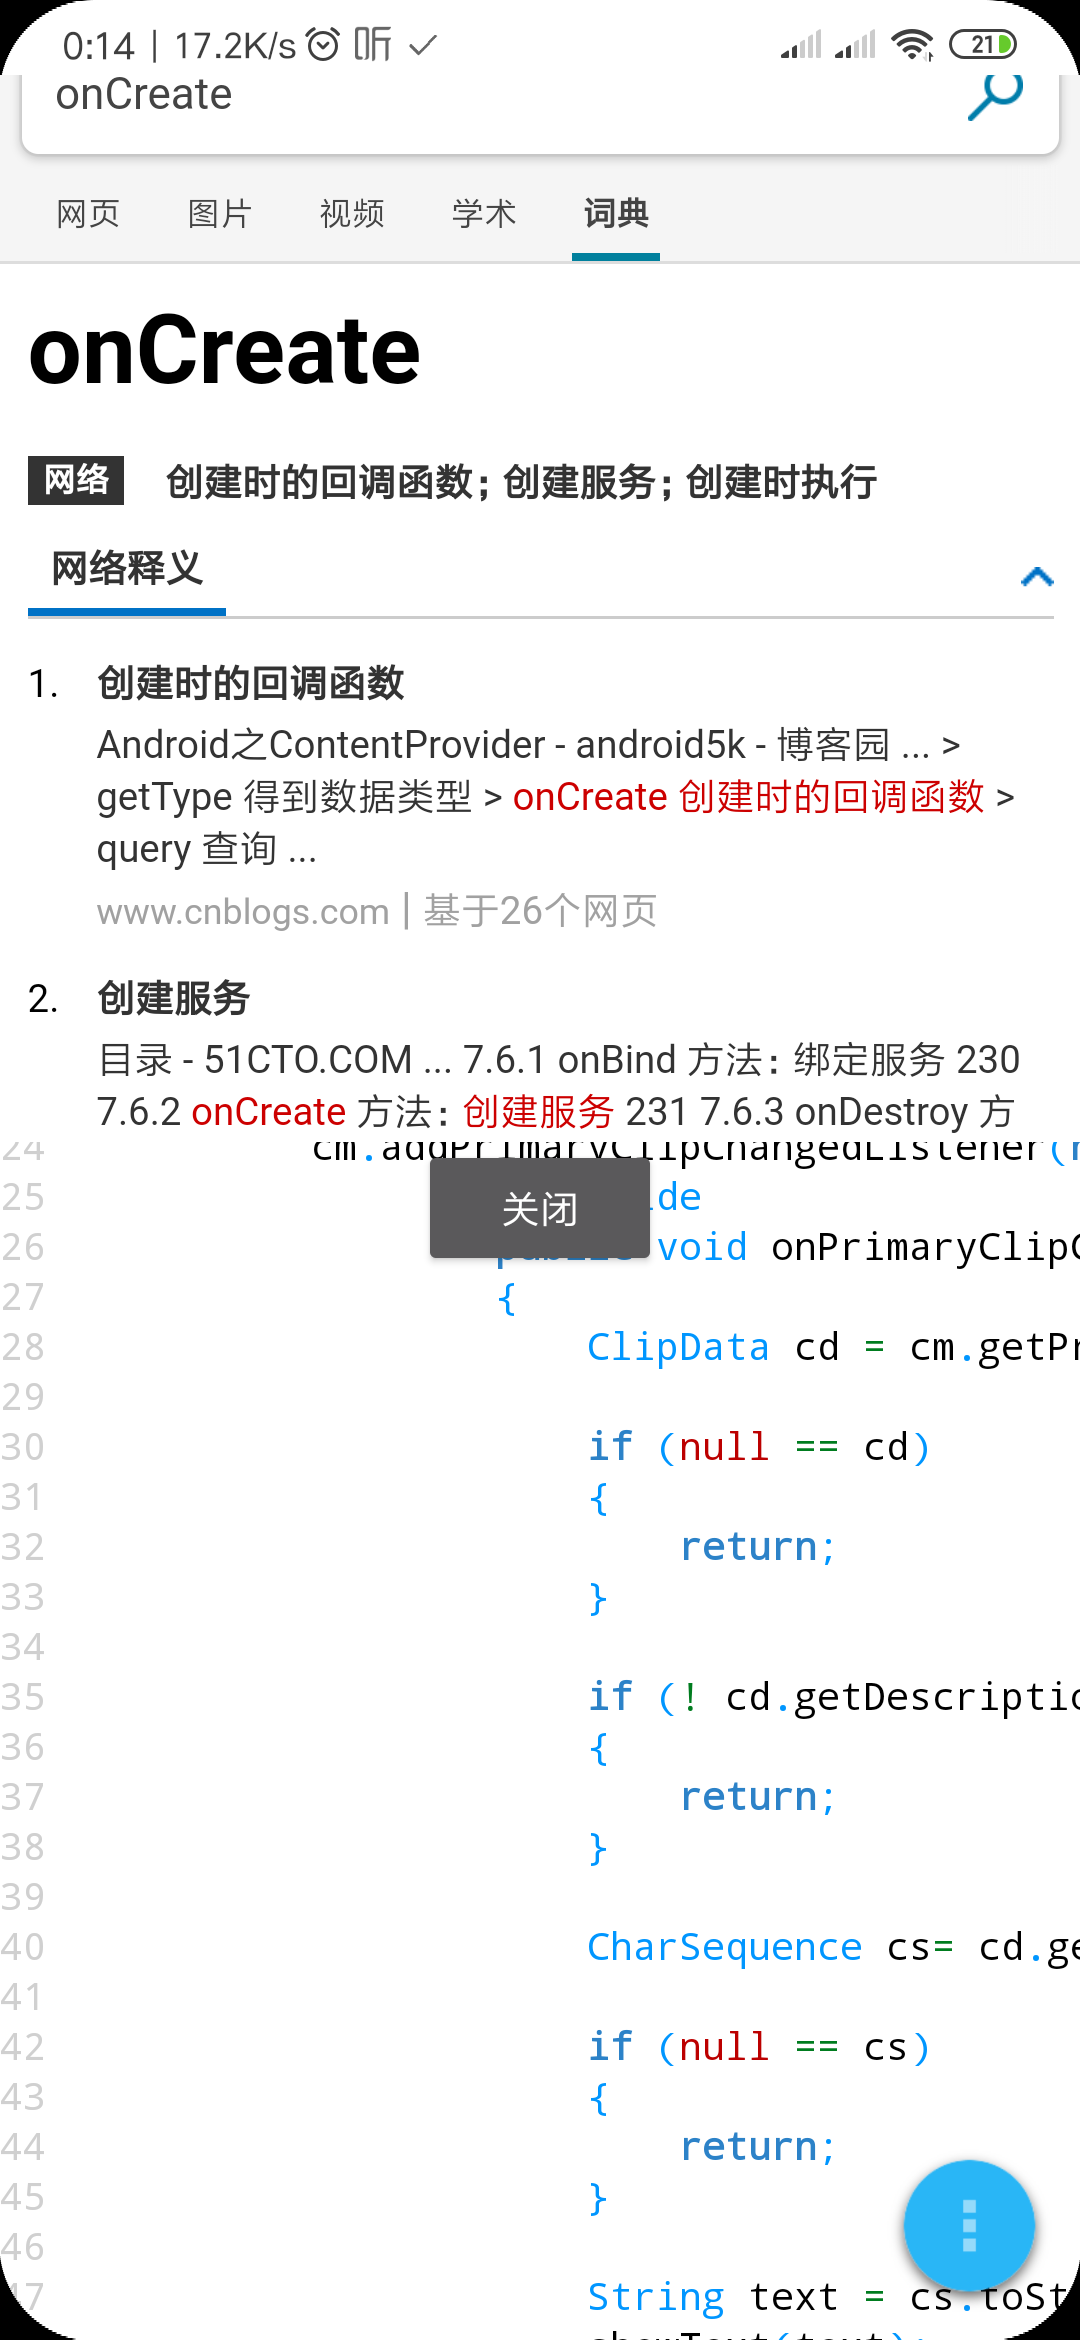 0:14 | 17.2K/s 听 21
onCreate
网页 图片 视频 学术 词典
onCreate
网络 创建时的回调函数; 创建服务; 创建时执行
网络释义
1. 创建时的回调函数
Android之ContentProvider - android5k - 博客园 ... >
getType 得到数据类型 > onCreate 创建时的回调函数 >
query 查询 ...
www.cnblogs.com | 基于26个网页
2. 创建服务
目录 - 51CTO.COM ... 7.6.1 onBind 方法: 绑定服务 230
7.6.2 onCreate 方法: 创建服务 231 7.6.3 onDestroy 方
24 cm.addPrimaryClipChangedListener(
25 ide
关闭
26 public void onPrimaryClip
27 {
28 ClipData cd = cm.getPr
29
30 if (null == cd)
31 {
32 return;
33 }
34
35 if (! cd.getDescriptio
36 {
37 return;
38 }
39
40 CharSequence cs= cd.ge
41
42 if (null == cs)
43 {
44 return;
45 }
46
47 String text = cs.toSt
showText(text);